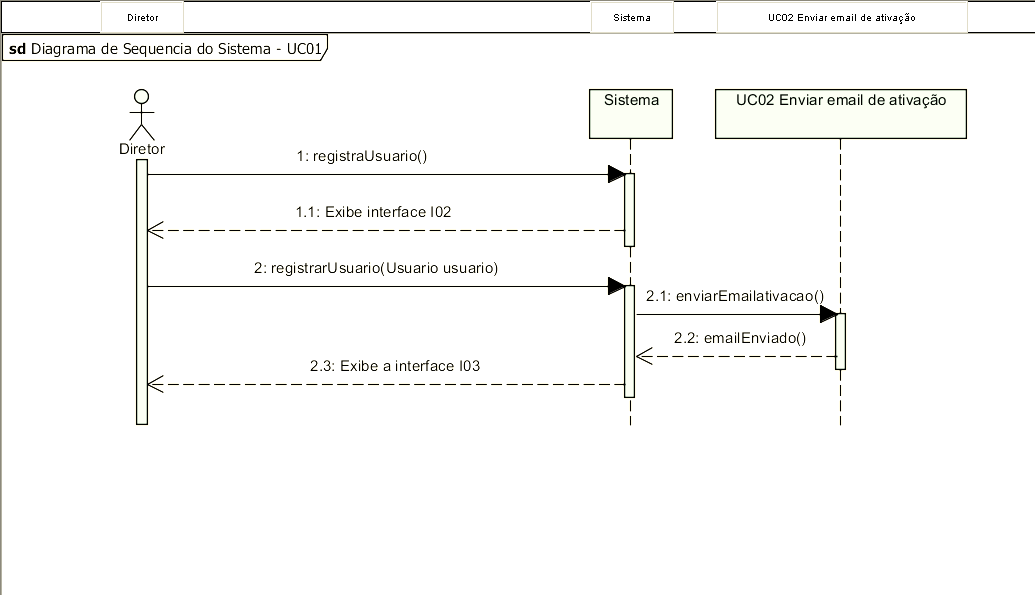 Diretor
Sistema
UC02 Enviar email de ativação
sd Diagrama de Sequencia do Sistema - UC01
Sistema
UC02 Enviar email de ativação
Diretor
1: registraUsuario()
1.1: Exibe interface I02
2: registrarUsuario(Usuario usuario)
2.1: enviarEmailativacao()
2.2: emailEnviado()
2.3: Exibe a interface I03